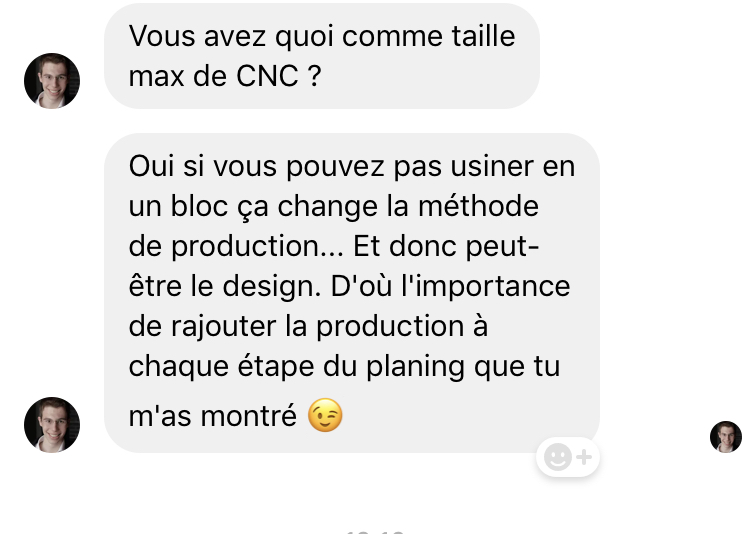 Vous avez quoi comme taille
max de CNC ?
Oui si vous pouvez pas usiner en
un bloc ça change la méthode
de production... Et donc peut-
être le design. D'où l'importance
de rajouter la production à
chaque étape du planing que tu
m'as montré 😉